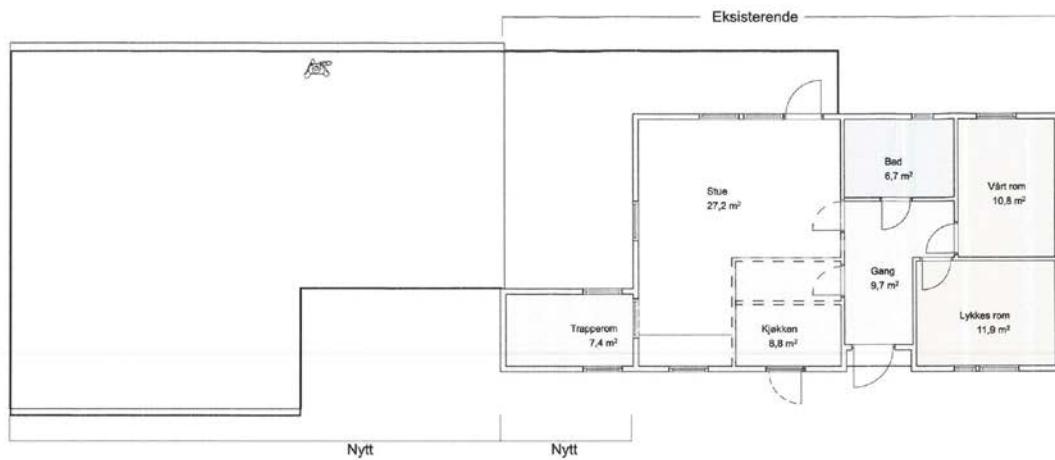 Eksisterende
Bad
6,7 m²
Vårt rom
10,8 m²
Stue
27,2 m²
Gang
9,7 m²
Lykkes rom
11,9 m²
Trapperom
7,4 m²
Kjøkken
8,8 m²
Nytt
Nytt